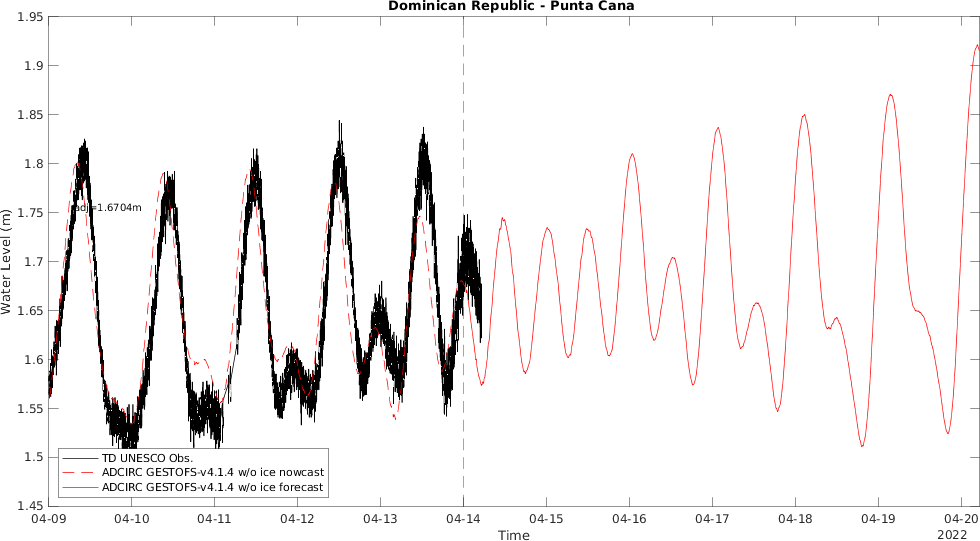 Dominican Republic - Punta Cana
1.95
1.9
1.85
1.8
1.75
1.7
1.65
1.6
1.55
1.5
1.45
Water Level (m)
=1.6704m
TD UNESCO Obs.
ADCIRC GESTOFS-v4.1.4 w/o ice nowcast
ADCIRC GESTOFS-v4.1.4 w/o ice forecast
04-09 04-10 04-11 04-12 04-13 04-14 04-15 04-16 04-17 04-18 04-19 04-20
Time
2022